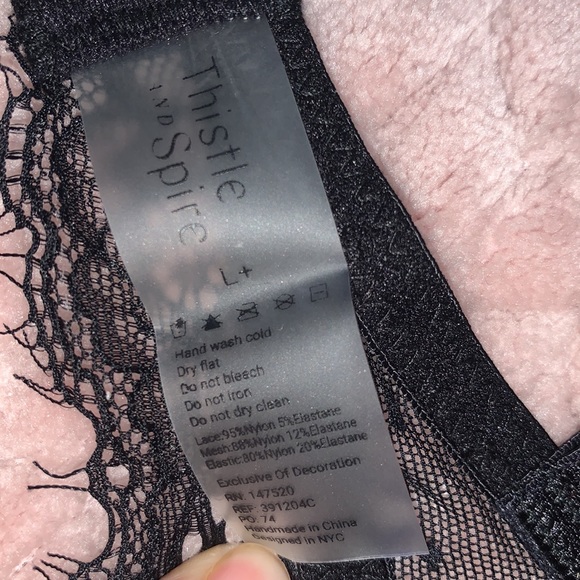 Thistle
AND Spire
L+
Hand wash cold
Dry flat
Do not bleach
Do not iron
Do not dry clean
Lace:95%Nylon 5%Elastane
Mesh:88%Nylon 12%Elastane
Elastic:80%Nylon 20%Elastane
Exclusive Of Decoration
RN: 147520
REF 391204C
PO: 74
Handmade in China
Designed in NYC